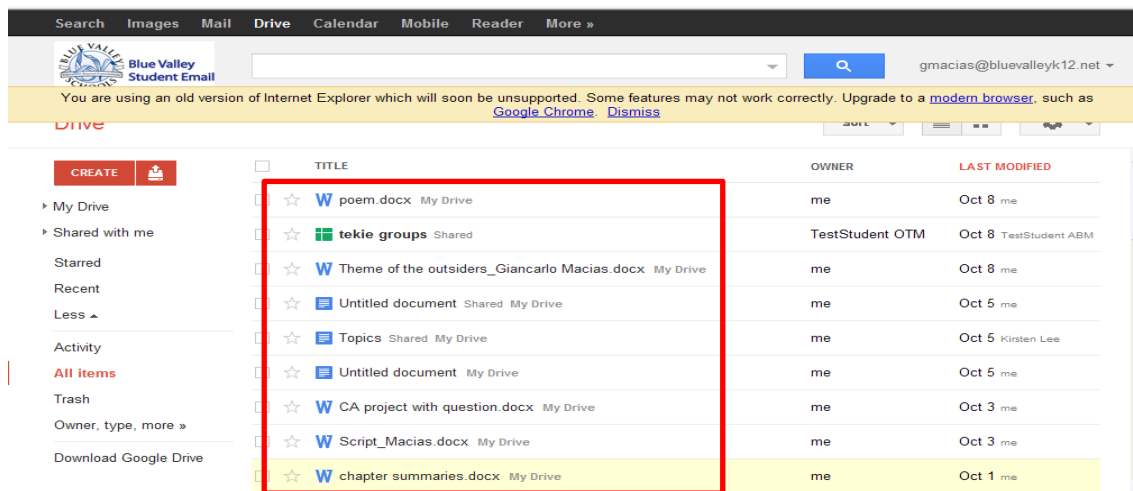 Search Images Mail Drive Calendar Mobile Reader More »
BLUE VALLEY SCHOOLS
Blue Valley
Student Email
gmacias@bluevalleyk12.net
You are using an old version of Internet Explorer which will soon be unsupported. Some features may not work correctly. Upgrade to a modern browser, such as
Google Chrome. Dismiss
Drive Sort
CREATE
TITLE OWNER LAST MODIFIED
My Drive
Shared with me
Starred
Recent
Less
Activity
All items
Trash
Owner, type, more »
Download Google Drive
poem.docx My Drive me Oct 8 me
tekie groups Shared TestStudent OTM Oct 8 TestStudent ABM
Theme of the outsiders_Giancarlo Macias.docx My Drive me Oct 8 me
Untitled document Shared My Drive me Oct 5 me
Topics Shared My Drive me Oct 5 Kirsten Lee
Untitled document My Drive me Oct 5 me
CA project with question.docx My Drive me Oct 3 me
Script_Macias.docx My Drive me Oct 3 me
chapter summaries.docx My Drive me Oct 1 me